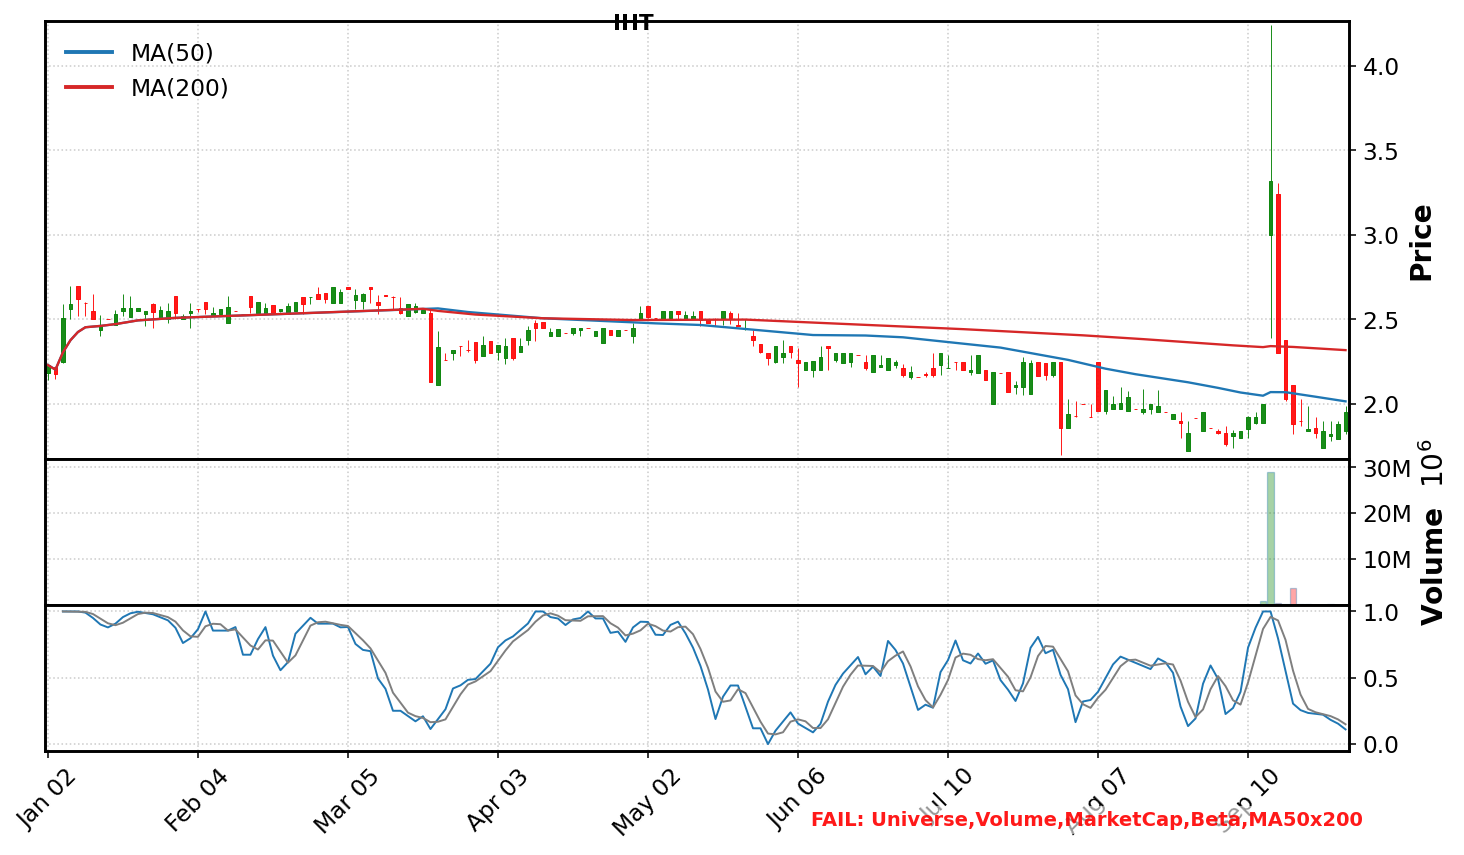 IHT
MA(50)
MA(200)
4.0
3.5
3.0
2.5
2.0
Price
30M
20M
10M
Volume 10^6
1.0
0.5
0.0
Jan 02
Feb 04
Mar 05
Apr 03
May 02
Jun 06
Jul 10
Aug 07
Sep 10
FAIL: Universe,Volume,MarketCap,Beta,MA50x200